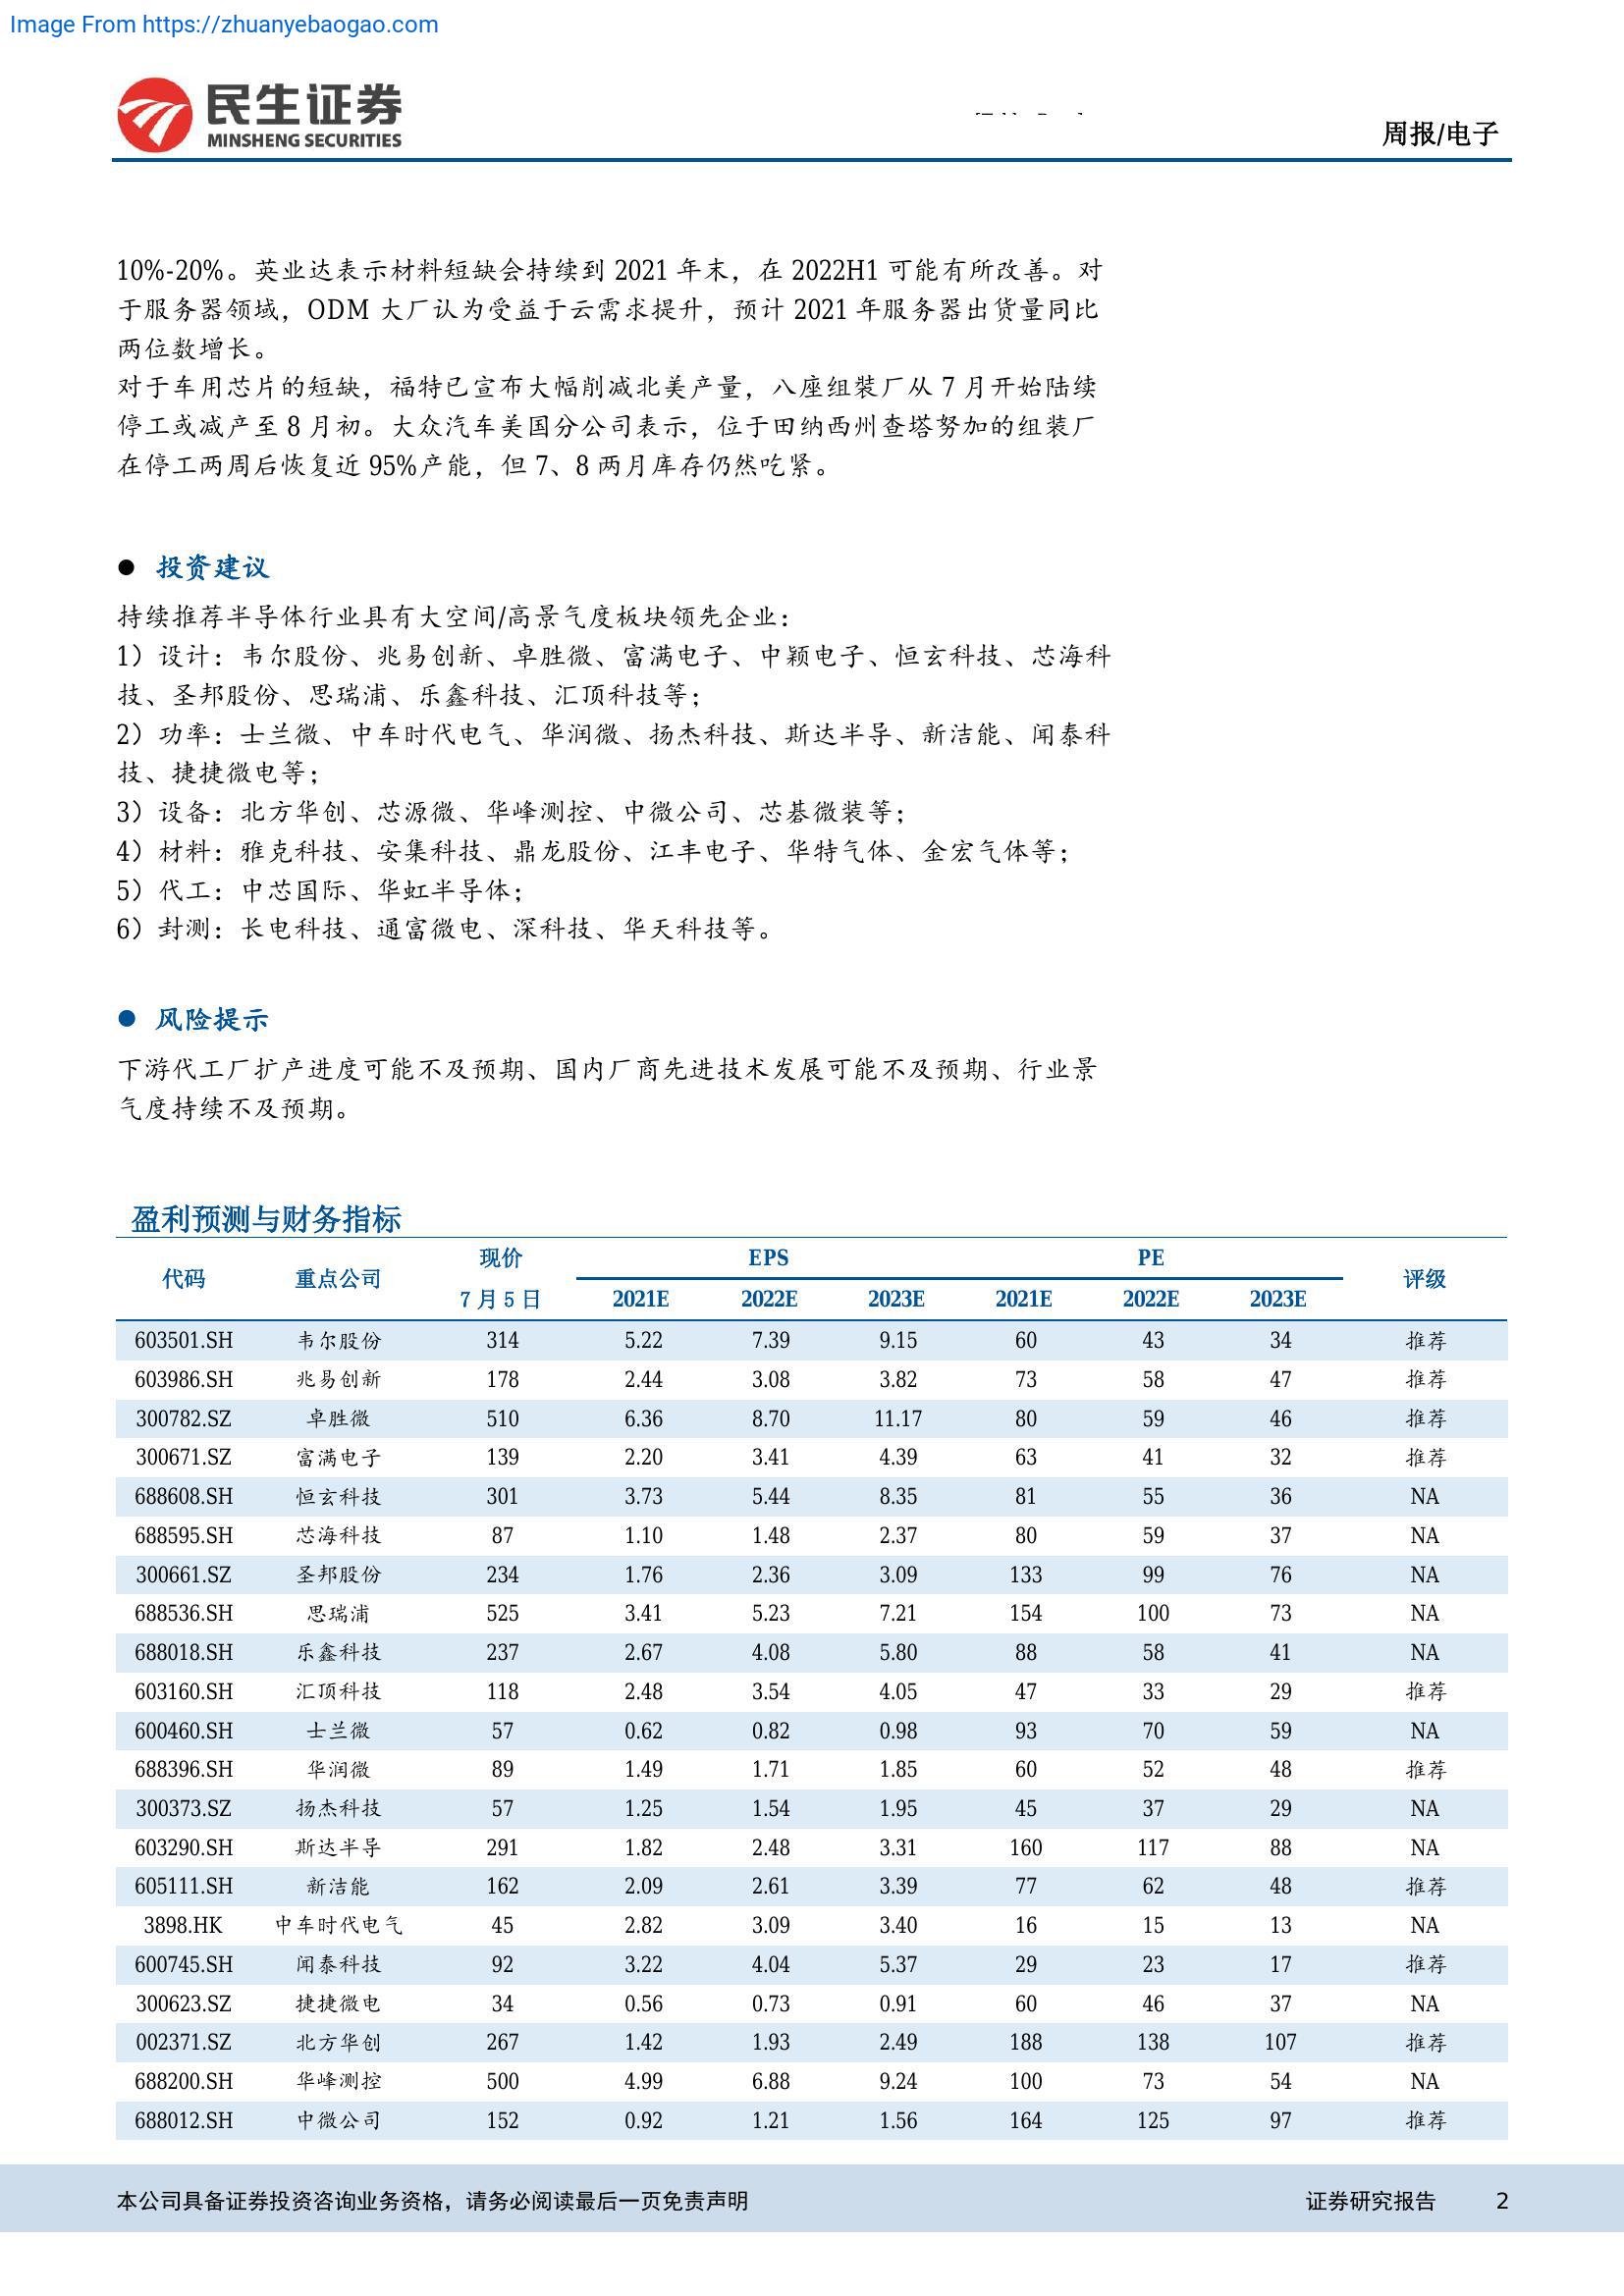 Image From https://zhuanyebaogao.com
民生证券
MINSHENG SECURITIES
周报/电子
10%-20%。英业达表示材料短缺会持续到 2021 年末，在 2022H1 可能有所改善。对
于服务器领域，ODM 大厂认为受益于云需求提升，预计 2021 年服务器出货量同比
两位数增长。
对于车用芯片的短缺，福特已宣布大幅削减北美产量，八座组装厂从 7 月开始陆续
停工或减产至 8 月初。大众汽车美国分公司表示，位于田纳西州查塔努加的组装厂
在停工两周后恢复近 95%产能，但 7、8 两月库存仍然吃紧。
● 投资建议
持续推荐半导体行业具有大空间/高景气度板块领先企业：
1）设计：韦尔股份、兆易创新、卓胜微、富满电子、中颖电子、恒玄科技、芯海科
技、圣邦股份、思瑞浦、乐鑫科技、汇顶科技等；
2）功率：士兰微、中车时代电气、华润微、扬杰科技、斯达半导、新洁能、闻泰科
技、捷捷微电等；
3）设备：北方华创、芯源微、华峰测控、中微公司、芯碁微装等；
4）材料：雅克科技、安集科技、鼎龙股份、江丰电子、华特气体、金宏气体等；
5）代工：中芯国际、华虹半导体；
6）封测：长电科技、通富微电、深科技、华天科技等。
● 风险提示
下游代工厂扩产进度可能不及预期、国内厂商先进技术发展可能不及预期、行业景
气度持续不及预期。
盈利预测与财务指标
代码 重点公司 现价 EPS PE 评级
7 月 5 日 2021E 2022E 2023E 2021E 2022E 2023E
603501.SH 韦尔股份 314 5.22 7.39 9.15 60 43 34 推荐
603986.SH 兆易创新 178 2.44 3.08 3.82 73 58 47 推荐
300782.SZ 卓胜微 510 6.36 8.70 11.17 80 59 46 推荐
300671.SZ 富满电子 139 2.20 3.41 4.39 63 41 32 推荐
688608.SH 恒玄科技 301 3.73 5.44 8.35 81 55 36 NA
688595.SH 芯海科技 87 1.10 1.48 2.37 80 59 37 NA
300661.SZ 圣邦股份 234 1.76 2.36 3.09 133 99 76 NA
688536.SH 思瑞浦 525 3.41 5.23 7.21 154 100 73 NA
688018.SH 乐鑫科技 237 2.67 4.08 5.80 88 58 41 NA
603160.SH 汇顶科技 118 2.48 3.54 4.05 47 33 29 推荐
600460.SH 士兰微 57 0.62 0.82 0.98 93 70 59 NA
688396.SH 华润微 89 1.49 1.71 1.85 60 52 48 推荐
300373.SZ 扬杰科技 57 1.25 1.54 1.95 45 37 29 NA
603290.SH 斯达半导 291 1.82 2.48 3.31 160 117 88 NA
605111.SH 新洁能 162 2.09 2.61 3.39 77 62 48 推荐
3898.HK 中车时代电气 45 2.82 3.09 3.40 16 15 13 NA
600745.SH 闻泰科技 92 3.22 4.04 5.37 29 23 17 推荐
300623.SZ 捷捷微电 34 0.56 0.73 0.91 60 46 37 NA
002371.SZ 北方华创 267 1.42 1.93 2.49 188 138 107 推荐
688200.SH 华峰测控 500 4.99 6.88 9.24 100 73 54 NA
688012.SH 中微公司 152 0.92 1.21 1.56 164 125 97 推荐
本公司具备证券投资咨询业务资格，请务必阅读最后一页免责声明 证券研究报告 2